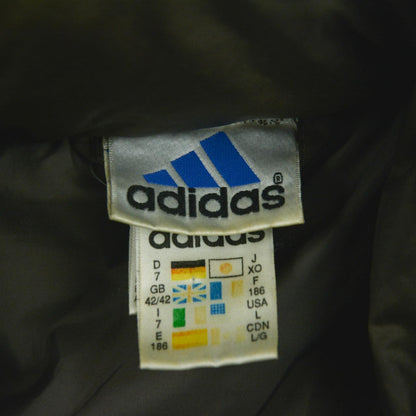 adidas ®
adidas
D J
7 XO
GB F
42/42 186
I USA
7 L
E CDN
186 L/G